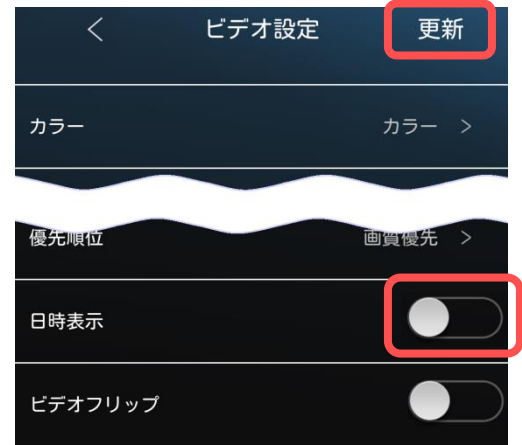 < ビデオ設定 更新
カラー カラー >
優先順位 画質優先 >
日時表示
ビデオフリップ